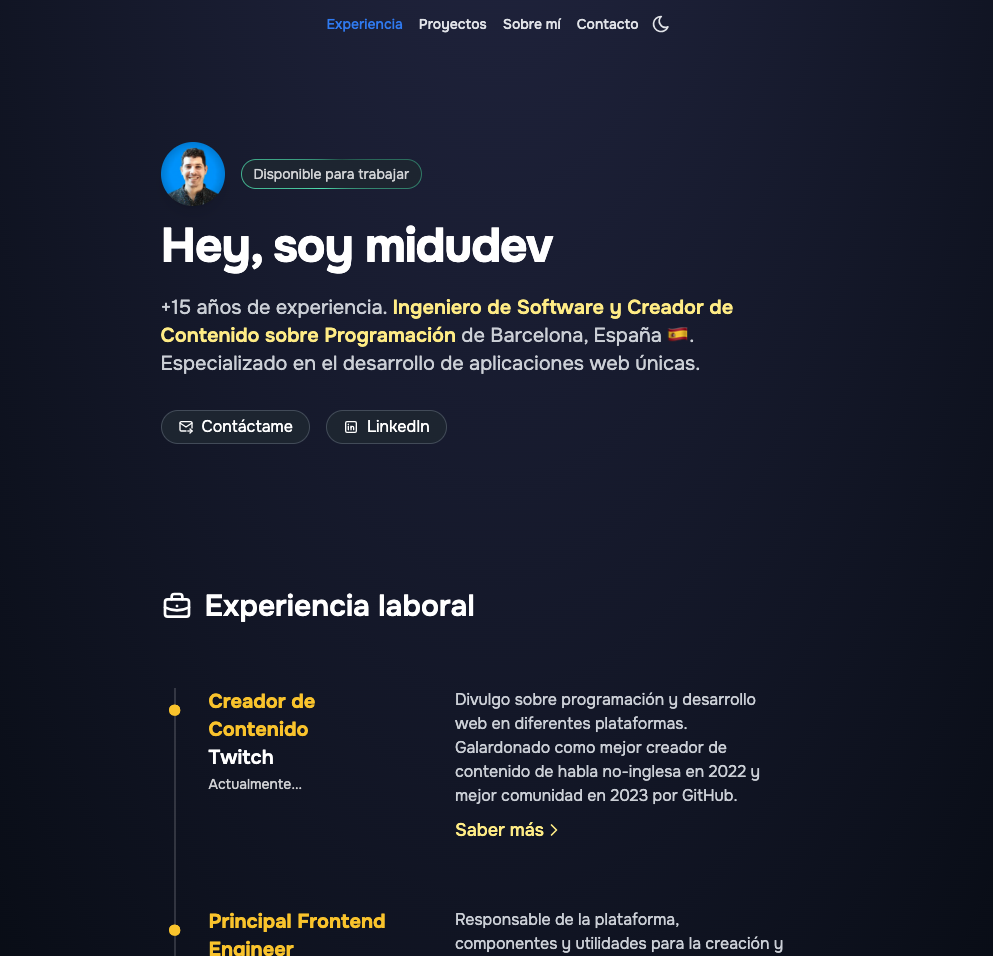 Experiencia Proyectos Sobre mí Contacto
Disponible para trabajar
Hey, soy midudev
+15 años de experiencia. Ingeniero de Software y Creador de
Contenido sobre Programación de Barcelona, España 🇪🇸.
Especializado en el desarrollo de aplicaciones web únicas.
Contáctame
LinkedIn
Experiencia laboral
Creador de
Contenido
Twitch
Actualmente...
Divulgo sobre programación y desarrollo
web en diferentes plataformas.
Galardonado como mejor creador de
contenido de habla no-inglesa en 2022 y
mejor comunidad en 2023 por GitHub.
Saber más
Principal Frontend
Engineer
Responsable de la plataforma,
componentes y utilidades para la creación y